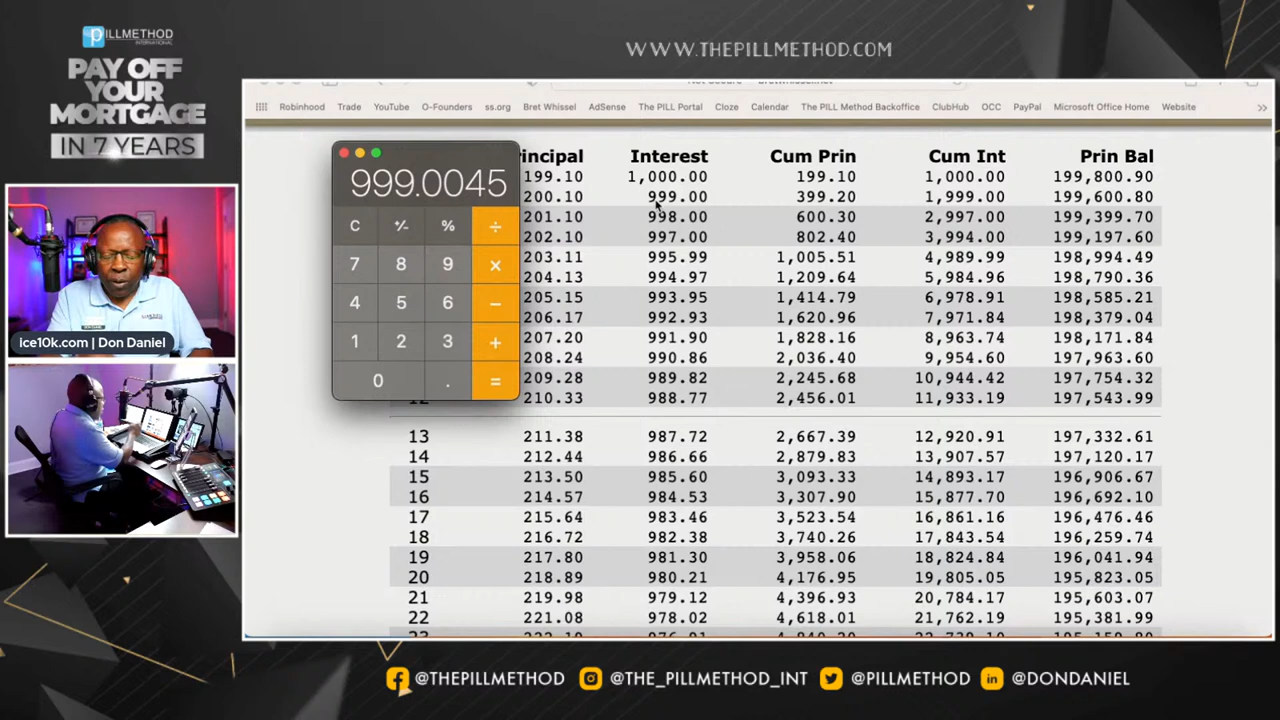 PILLMETHOD
INTERNATIONAL
PAY OFF
YOUR
MORTGAGE
IN 7 YEARS
WWW.THEPILLMETHOD.COM
Robinhood Trade YouTube O-Founders ss.org Bret Whissel AdSense The PILL Portal Cloze Calendar The PILL Method Backoffice ClubHub OCC PayPal Microsoft Office Home Website
999.0045
C +⁄- % ÷
7 8 9 ×
4 5 6 −
1 2 3 +
0 . =
incipal Interest Cum Prin Cum Int Prin Bal
199.10 1,000.00 199.10 1,000.00 199,800.90
200.10 999.00 399.20 1,999.00 199,600.80
201.10 998.00 600.30 2,997.00 199,399.70
202.10 997.00 802.40 3,994.00 199,197.60
203.11 995.99 1,005.51 4,989.99 198,994.49
204.13 994.97 1,209.64 5,984.96 198,790.36
205.15 993.95 1,414.79 6,978.91 198,585.21
206.17 992.93 1,620.96 7,971.84 198,379.04
207.20 991.90 1,828.16 8,963.74 198,171.84
208.24 990.86 2,036.40 9,954.60 197,963.60
209.28 989.82 2,245.68 10,944.42 197,754.32
12 210.33 988.77 2,456.01 11,933.19 197,543.99
13 211.38 987.72 2,667.39 12,920.91 197,332.61
14 212.44 986.66 2,879.83 13,907.57 197,120.17
15 213.50 985.60 3,093.33 14,893.17 196,906.67
16 214.57 984.53 3,307.90 15,877.70 196,692.10
17 215.64 983.46 3,523.54 16,861.16 196,476.46
18 216.72 982.38 3,740.26 17,843.54 196,259.74
19 217.80 981.30 3,958.06 18,824.84 196,041.94
20 218.89 980.21 4,176.95 19,805.05 195,823.05
21 219.98 979.12 4,396.93 20,784.17 195,603.07
22 221.08 978.02 4,618.01 21,762.19 195,381.99
ice10k.com | Don Daniel
@THEPILLMETHOD @THE_PILLMETHOD_INT @PILLMETHOD @DONDANIEL